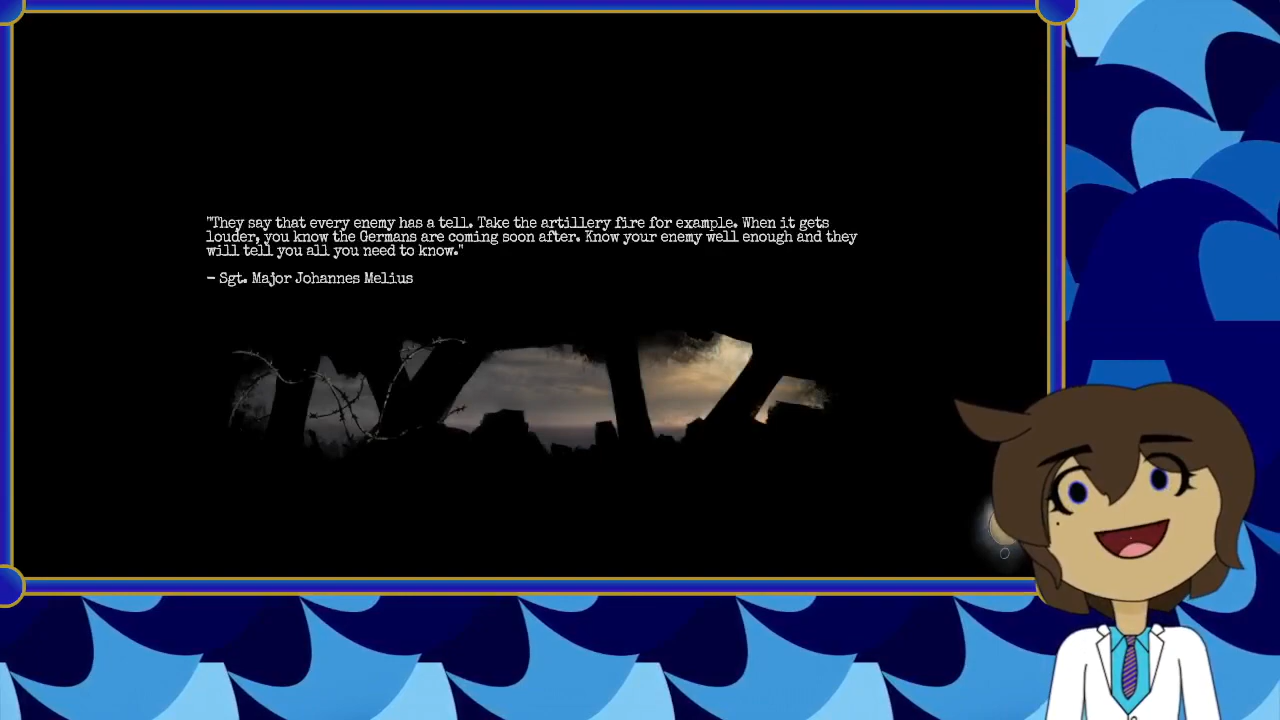 "They say that every enemy has a tell. Take the artillery fire for example. When it gets
louder, you know the Germans are coming soon after. Know your enemy well enough and they
will tell you all you need to know."
- Sgt. Major Johannes Melius